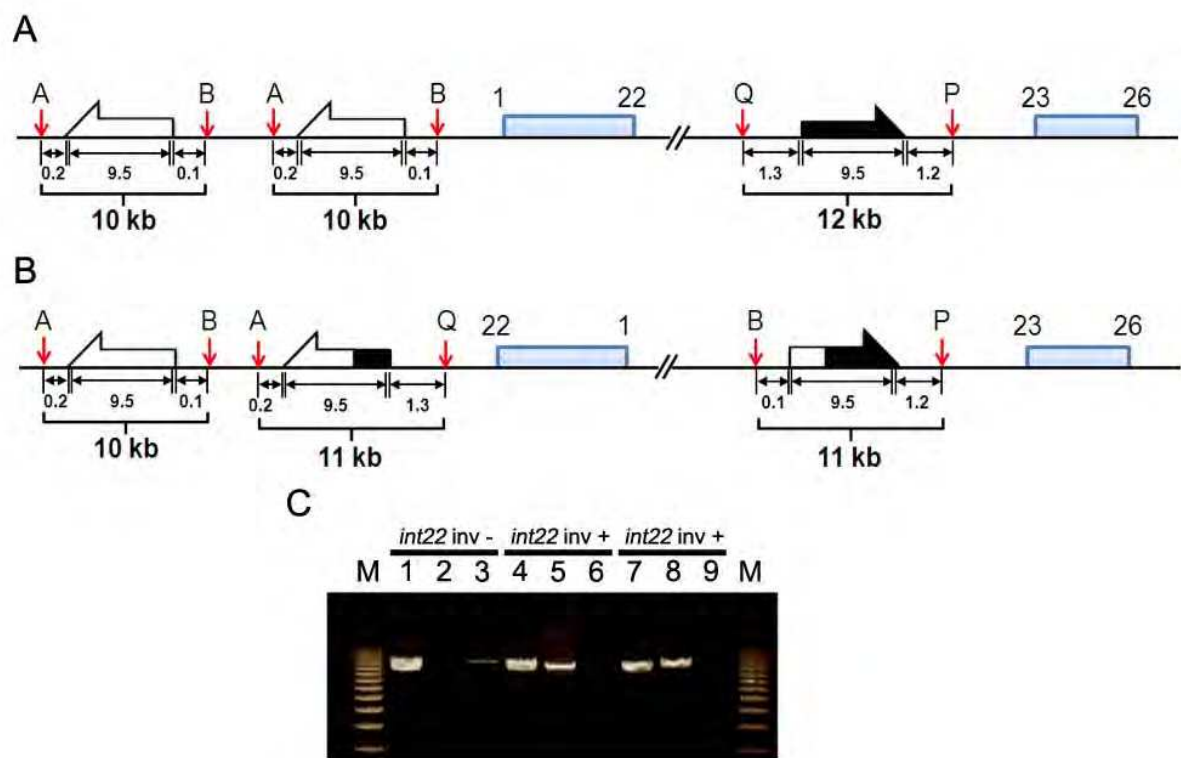 A
A B A B 1 22 Q P 23 26
0.2 9.5 0.1 0.2 9.5 0.1 1.3 9.5 1.2
10 kb 10 kb 12 kb
B
A B A Q 22 1 B P 23 26
0.2 9.5 0.1 0.2 9.5 1.3 0.1 9.5 1.2
10 kb 11 kb 11 kb
C
int22 inv - int22 inv + int22 inv +
M 1 2 3 4 5 6 7 8 9 M